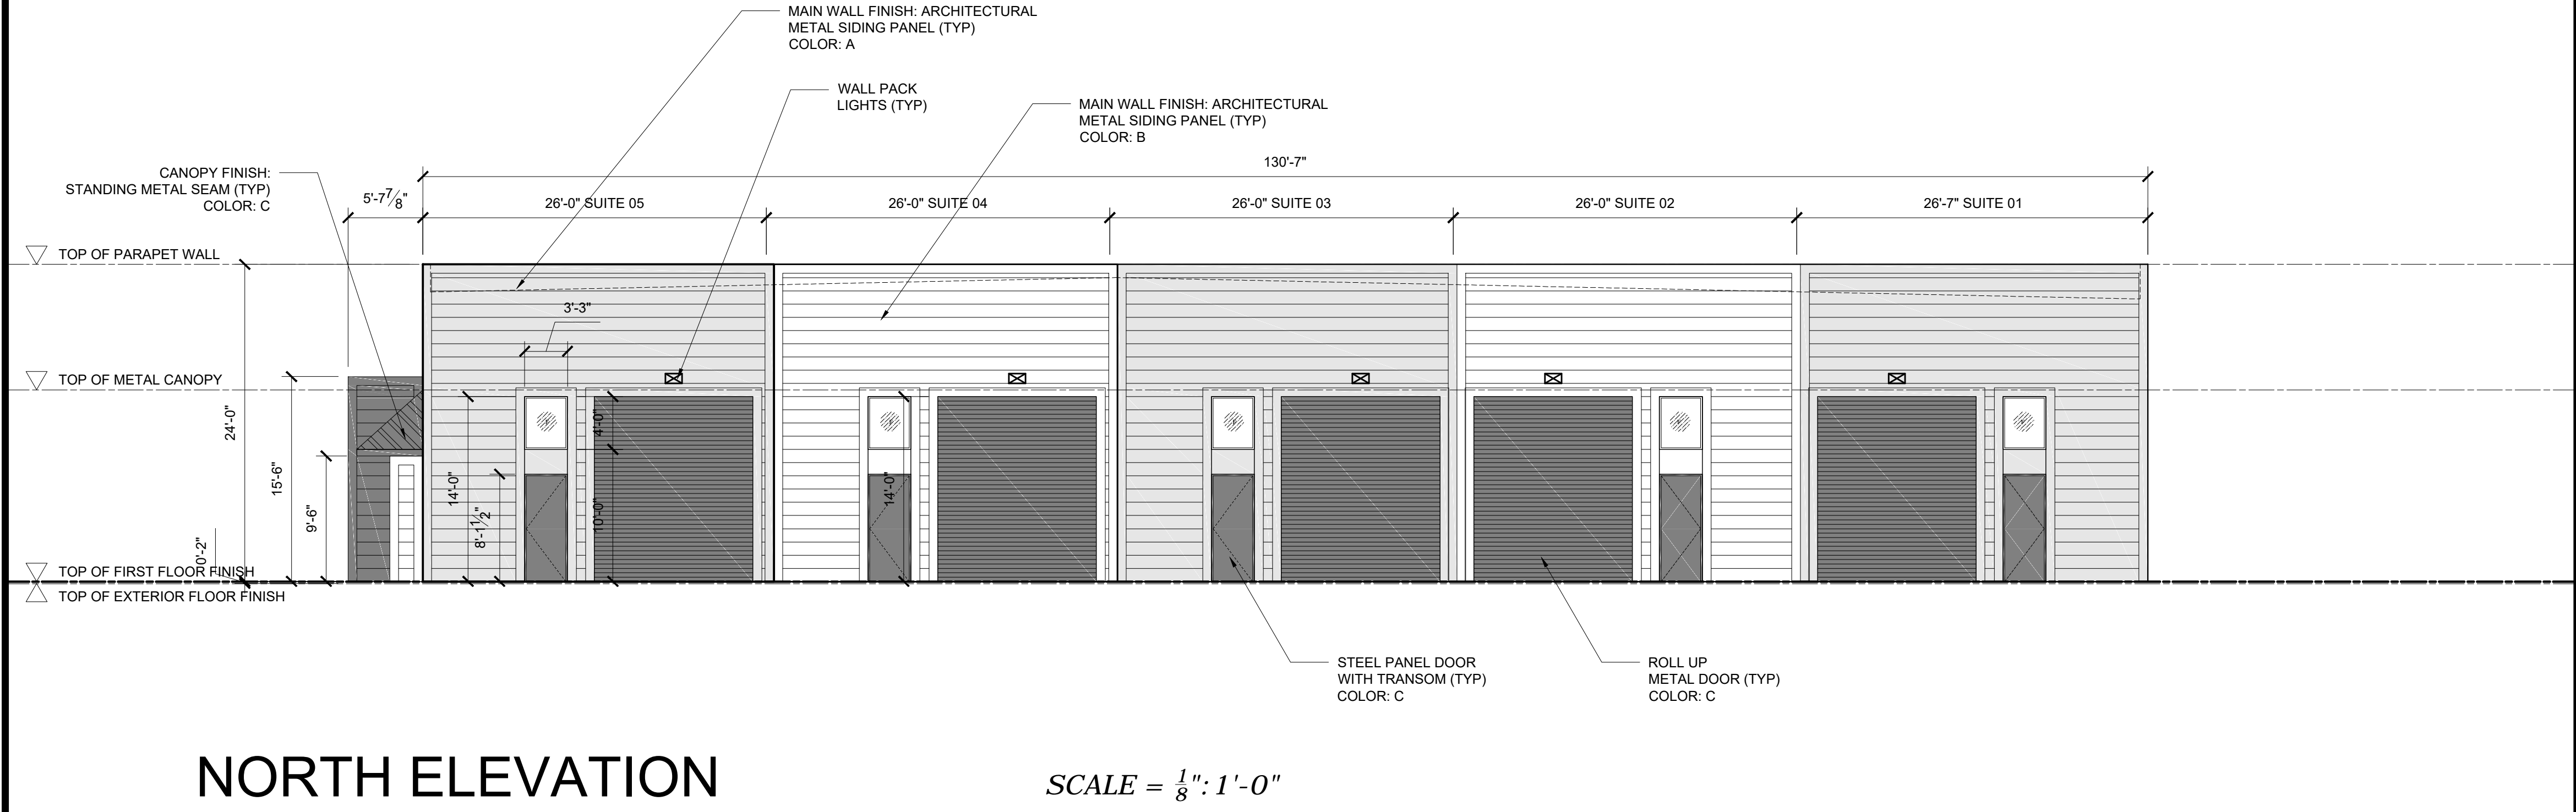 MAIN WALL FINISH: ARCHITECTURAL
METAL SIDING PANEL (TYP)
COLOR: A
WALL PACK
LIGHTS (TYP)
MAIN WALL FINISH: ARCHITECTURAL
METAL SIDING PANEL (TYP)
COLOR: B
130'-7"
CANOPY FINISH:
STANDING METAL SEAM (TYP)
COLOR: C
5'-7 7/8"
26'-0" SUITE 05
26'-0" SUITE 04
26'-0" SUITE 03
26'-0" SUITE 02
26'-7" SUITE 01
TOP OF PARAPET WALL
3'-3"
TOP OF METAL CANOPY
24'-0"
15'-6"
9'-6"
0'-2"
14'-0"
8'-1 1/2"
4'-0"
10'-0"
14'-0"
TOP OF FIRST FLOOR FINISH
TOP OF EXTERIOR FLOOR FINISH
STEEL PANEL DOOR
WITH TRANSOM (TYP)
COLOR: C
ROLL UP
METAL DOOR (TYP)
COLOR: C
NORTH ELEVATION
SCALE = 1/8": 1'-0"